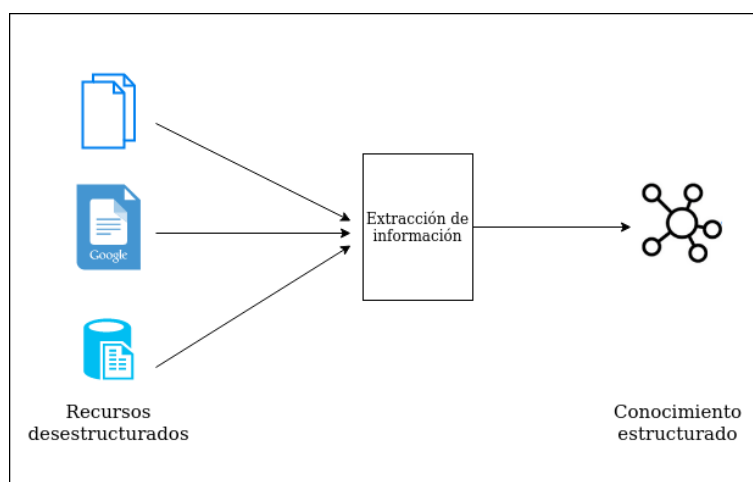 Google
Extracción de
información
Recursos
desestructurados
Conocimiento
estructurado